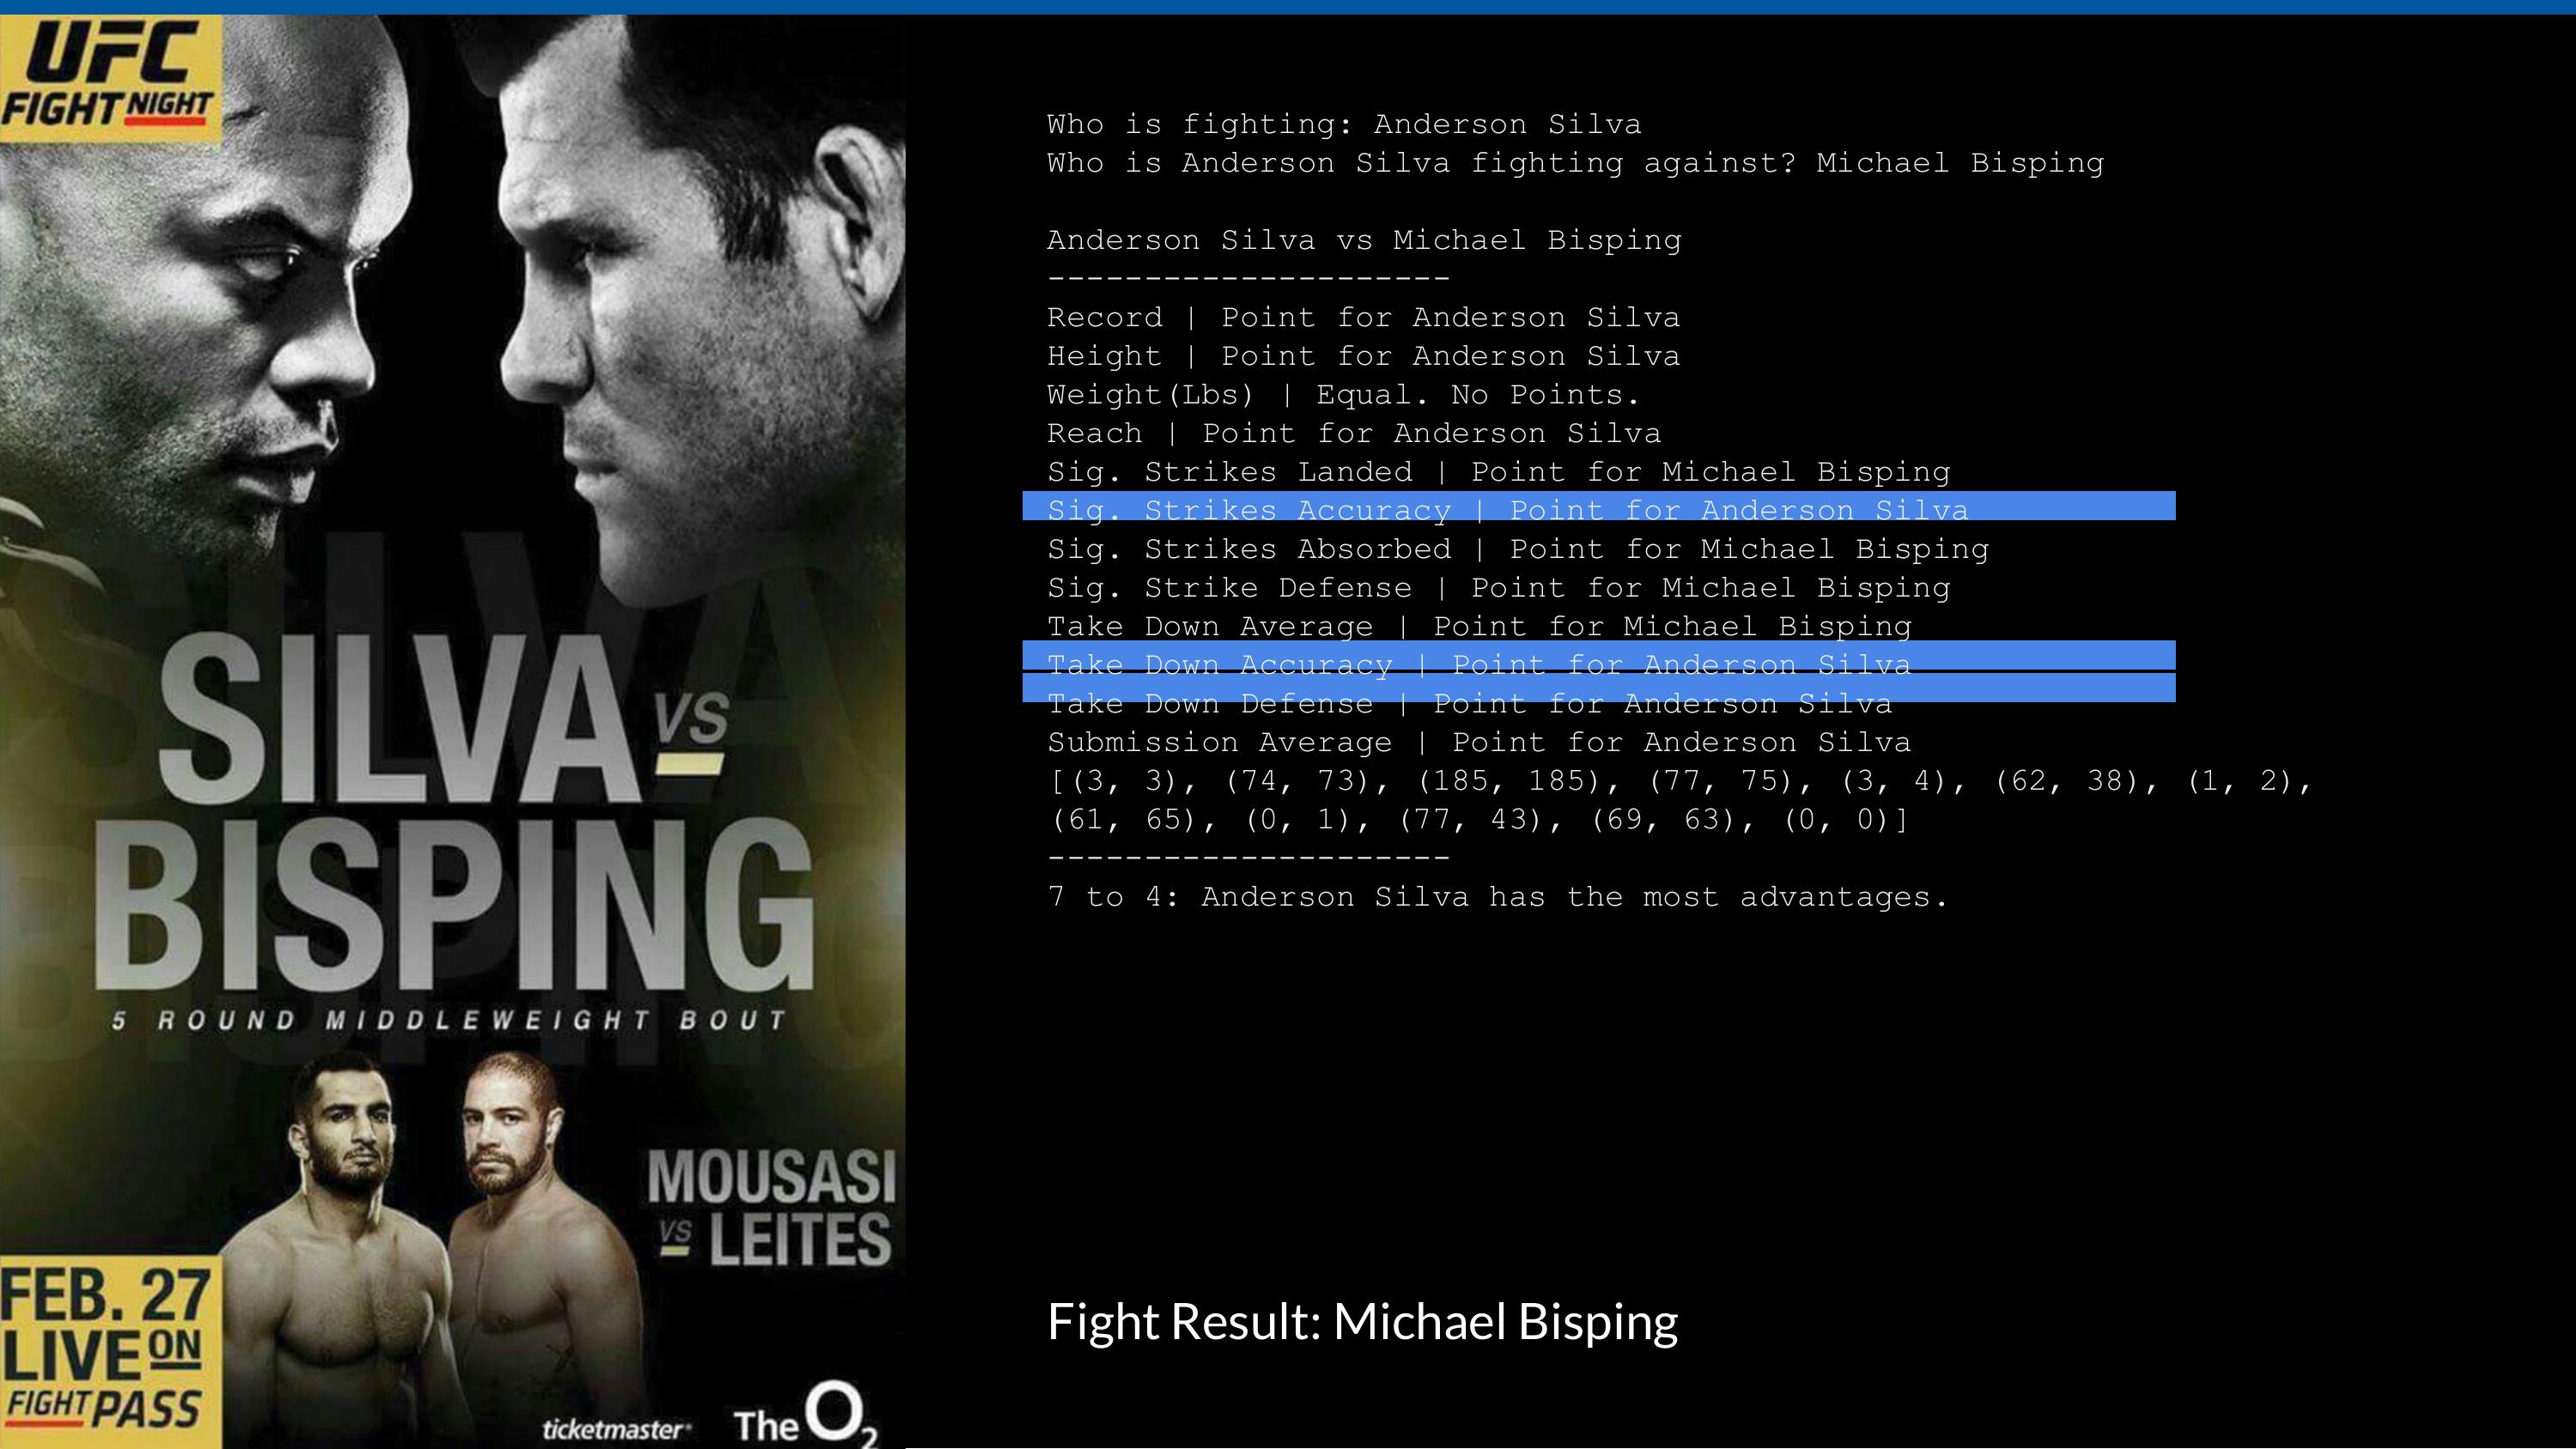 UFC
FIGHT NIGHT
SILVA VS
BISPING
5 ROUND MIDDLEWEIGHT BOUT
MOUSASI
VS LEITES
FEB. 27
LIVE ON
FIGHT PASS
ticketmaster®
The O2
Who is fighting: Anderson Silva
Who is Anderson Silva fighting against? Michael Bisping
Anderson Silva vs Michael Bisping
---------------------
Record | Point for Anderson Silva
Height | Point for Anderson Silva
Weight(Lbs) | Equal. No Points.
Reach | Point for Anderson Silva
Sig. Strikes Landed | Point for Michael Bisping
Sig. Strikes Accuracy | Point for Anderson Silva
Sig. Strikes Absorbed | Point for Michael Bisping
Sig. Strike Defense | Point for Michael Bisping
Take Down Average | Point for Michael Bisping
Take Down Accuracy | Point for Anderson Silva
Take Down Defense | Point for Anderson Silva
Submission Average | Point for Anderson Silva
[(3, 3), (74, 73), (185, 185), (77, 75), (3, 4), (62, 38), (1, 2),
(61, 65), (0, 1), (77, 43), (69, 63), (0, 0)]
---------------------
7 to 4: Anderson Silva has the most advantages.
Fight Result: Michael Bisping